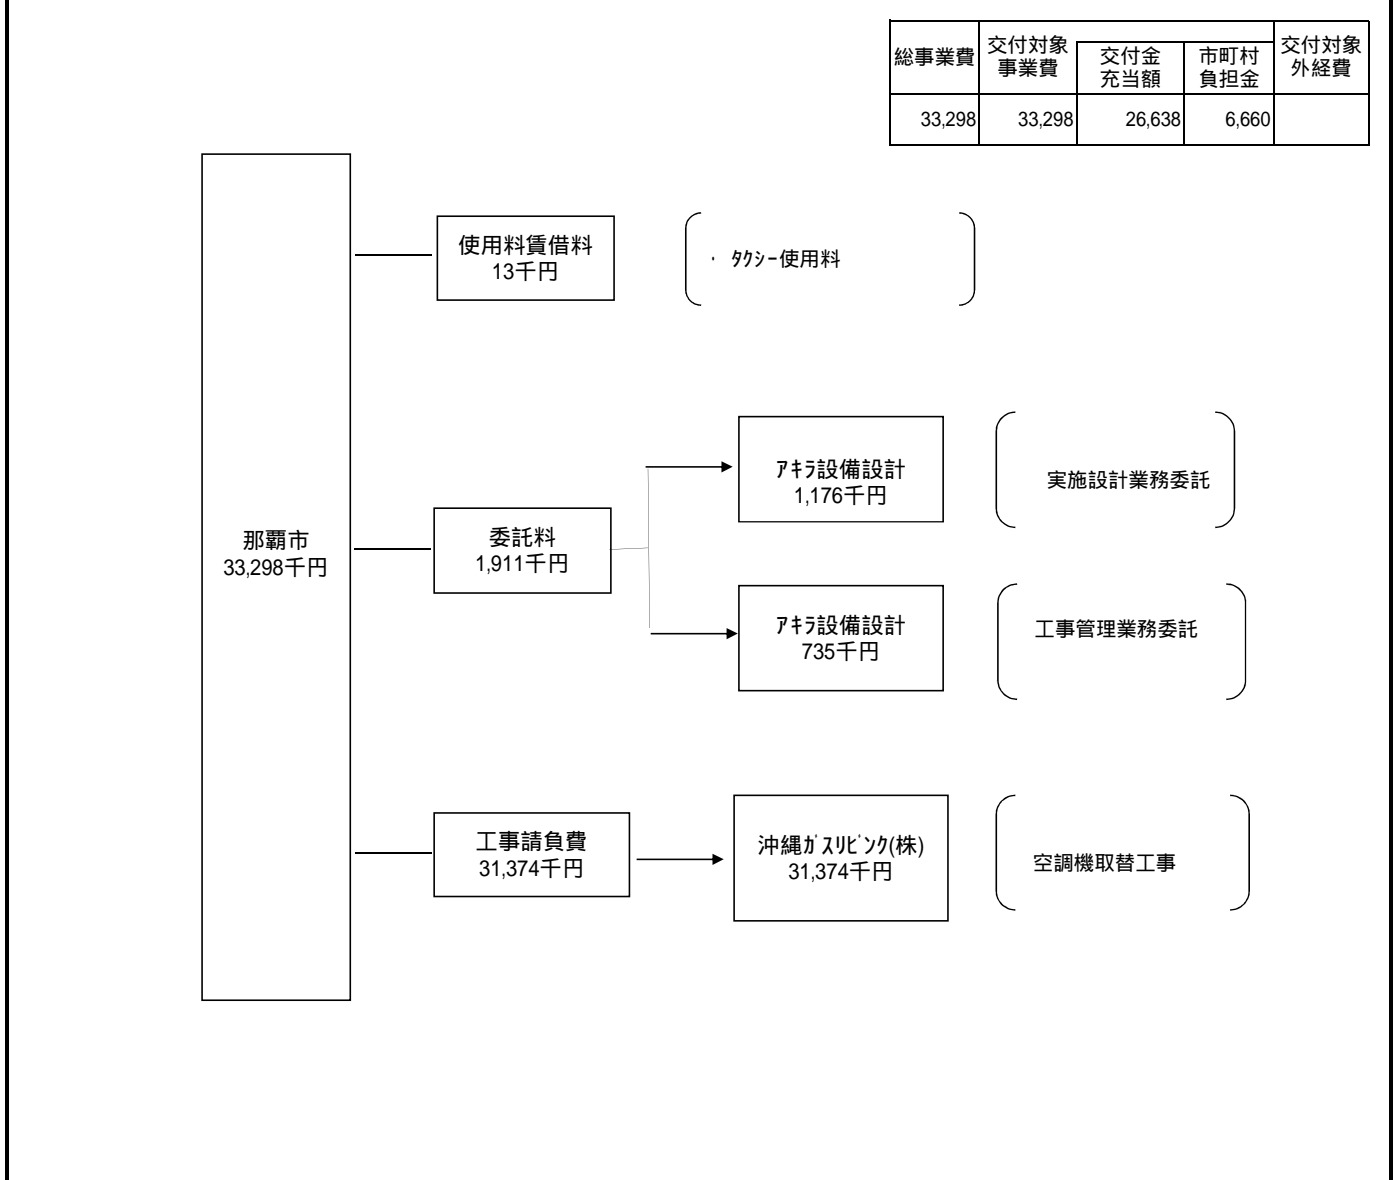 総事業費
交付対象
事業費
交付金
充当額
市町村
負担金
交付対象
外経費
33,298 33,298 26,638 6,660
使用料賃借料
13千円
・ ﾀｸｼｰ使用料
那覇市
33,298千円
委託料
1,911千円
ｱｷﾗ設備設計
1,176千円
実施設計業務委託
ｱｷﾗ設備設計
735千円
工事管理業務委託
工事請負費
31,374千円
沖縄ｶﾞｽﾘﾋﾞﾝｸ(株)
31,374千円
空調機取替工事